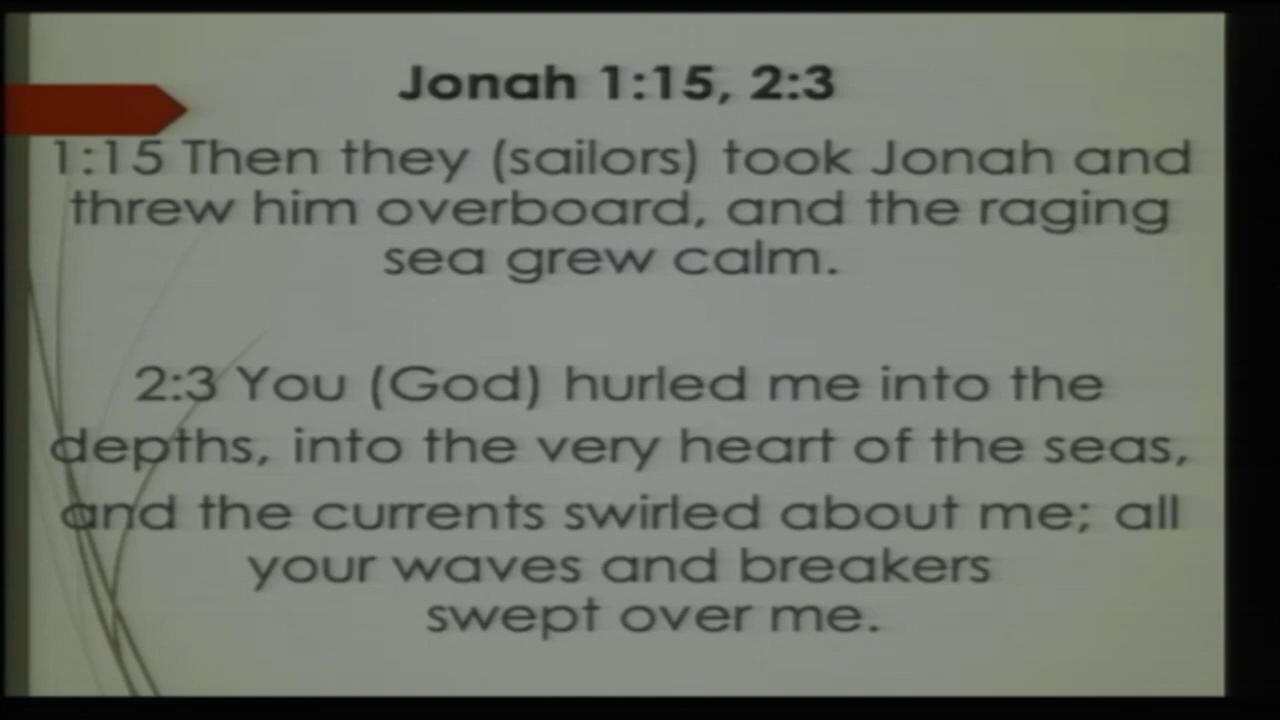 Jonah 1:15, 2:3
1:15 Then they (sailors) took Jonah and
threw him overboard, and the raging
sea grew calm.
2:3 You (God) hurled me into the
depths, into the very heart of the seas,
and the currents swirled about me; all
your waves and breakers
swept over me.